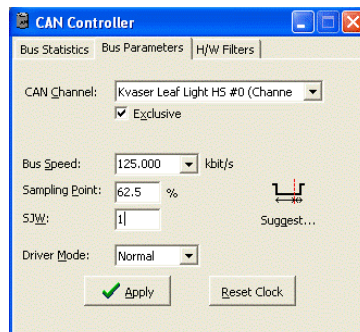 CAN Controller
Bus Statistics Bus Parameters H/W Filters
CAN Channel: Kvaser Leaf Light HS #0 (Channe
Exclusive
Bus Speed: 125.000 kbit/s
Sampling Point: 62.5 %
SJW: 1
Suggest...
Driver Mode: Normal
Apply Reset Clock